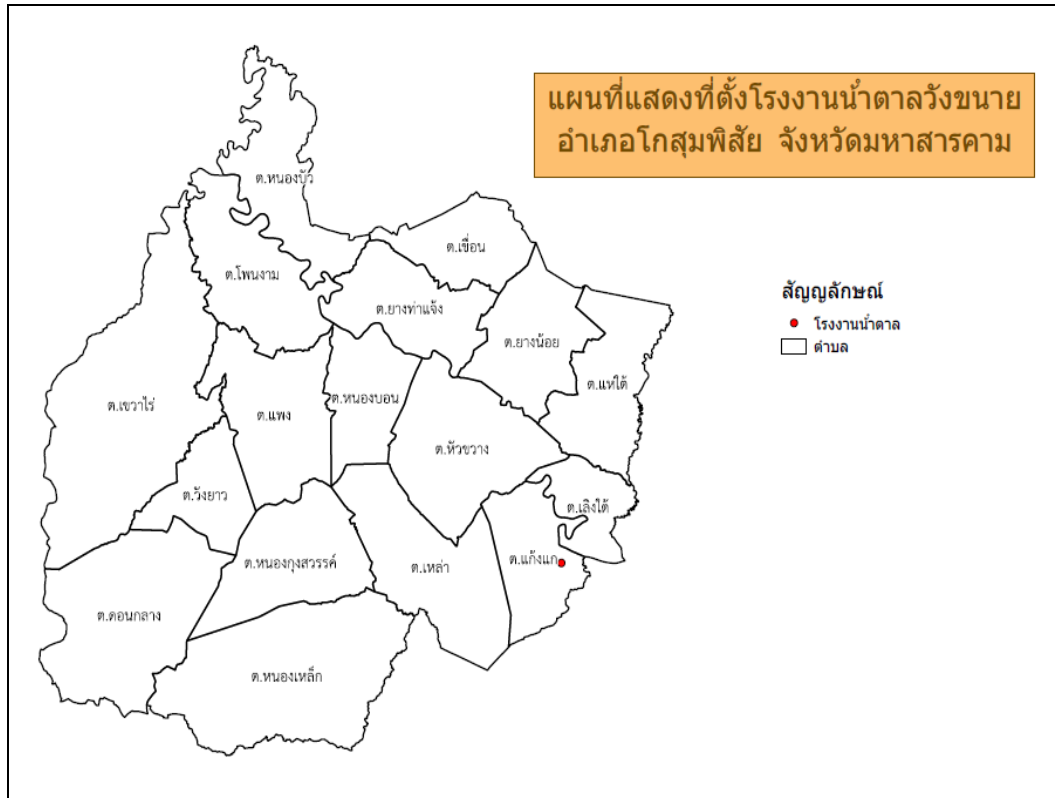 แผนที่แสดงที่ตั้งโรงงานน้ำตาลวังขนาย
อำเภอโกสุมพิสัย จังหวัดมหาสารคาม
ต.หนองบัว
ต.เขื่อน
ต.โพนงาม
ต.ยางท่าแจ้ง
ต.ยางน้อย
ต.แห่ใต้
ต.หนองบอน
ต.เขวาไร่
ต.แพง
ต.หัวขวาง
ต.วังยาว
ต.เลิงใต้
ต.หนองกุงสวรรค์
ต.เหล่า
ต.แก้งแก
ต.ดอนกลาง
ต.หนองเหล็ก
สัญญลักษณ์
โรงงานน้ำตาล
ตำบล